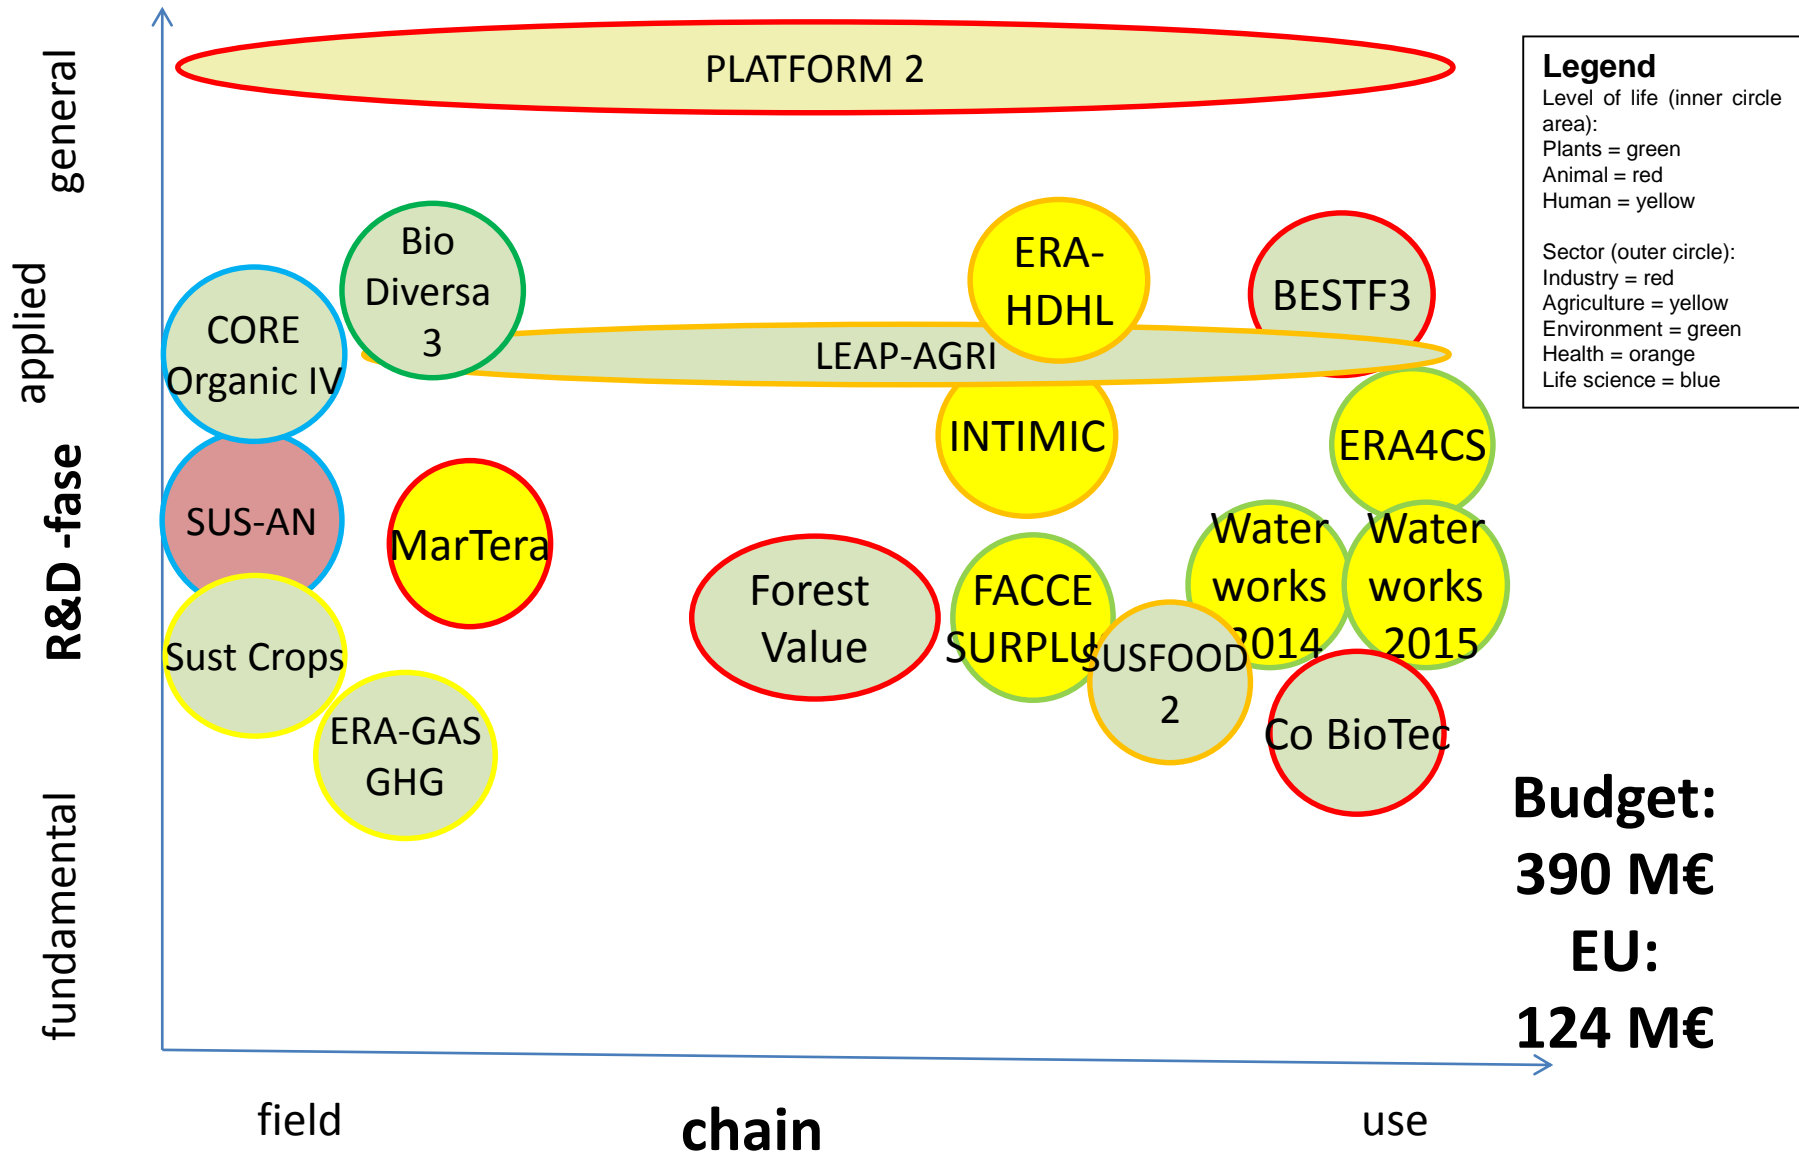 general
applied
R&D -fase
fundamental
PLATFORM 2
Bio
Diversa
3
CORE
Organic IV
ERA-
HDHL
BESTF3
LEAP-AGRI
INTIMIC
ERA4CS
SUS-AN
MarTera
Water
works
2014
Water
works
2015
Forest
Value
FACCE
SURPLU
SUSFOOD
2
Sust Crops
ERA-GAS
GHG
Co BioTec
Legend
Level of life (inner circle
area):
Plants = green
Animal = red
Human = yellow
Sector (outer circle):
Industry = red
Agriculture = yellow
Environment = green
Health = orange
Life science = blue
Budget:
390 M€
EU:
124 M€
field
chain
use